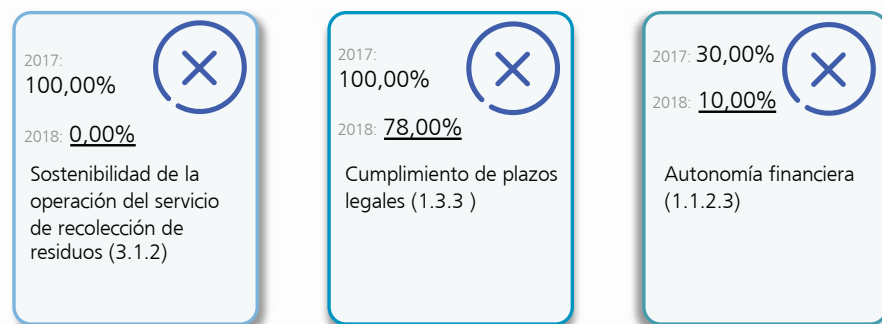 2017:
100,00%
2018: 0,00%
Sostenibilidad de la
operación del servicio
de recolección de
residuos (3.1.2)
2017:
100,00%
2018: 78,00%
Cumplimiento de plazos
legales (1.3.3 )
2017: 30,00%
2018: 10,00%
Autonomía financiera
(1.1.2.3)